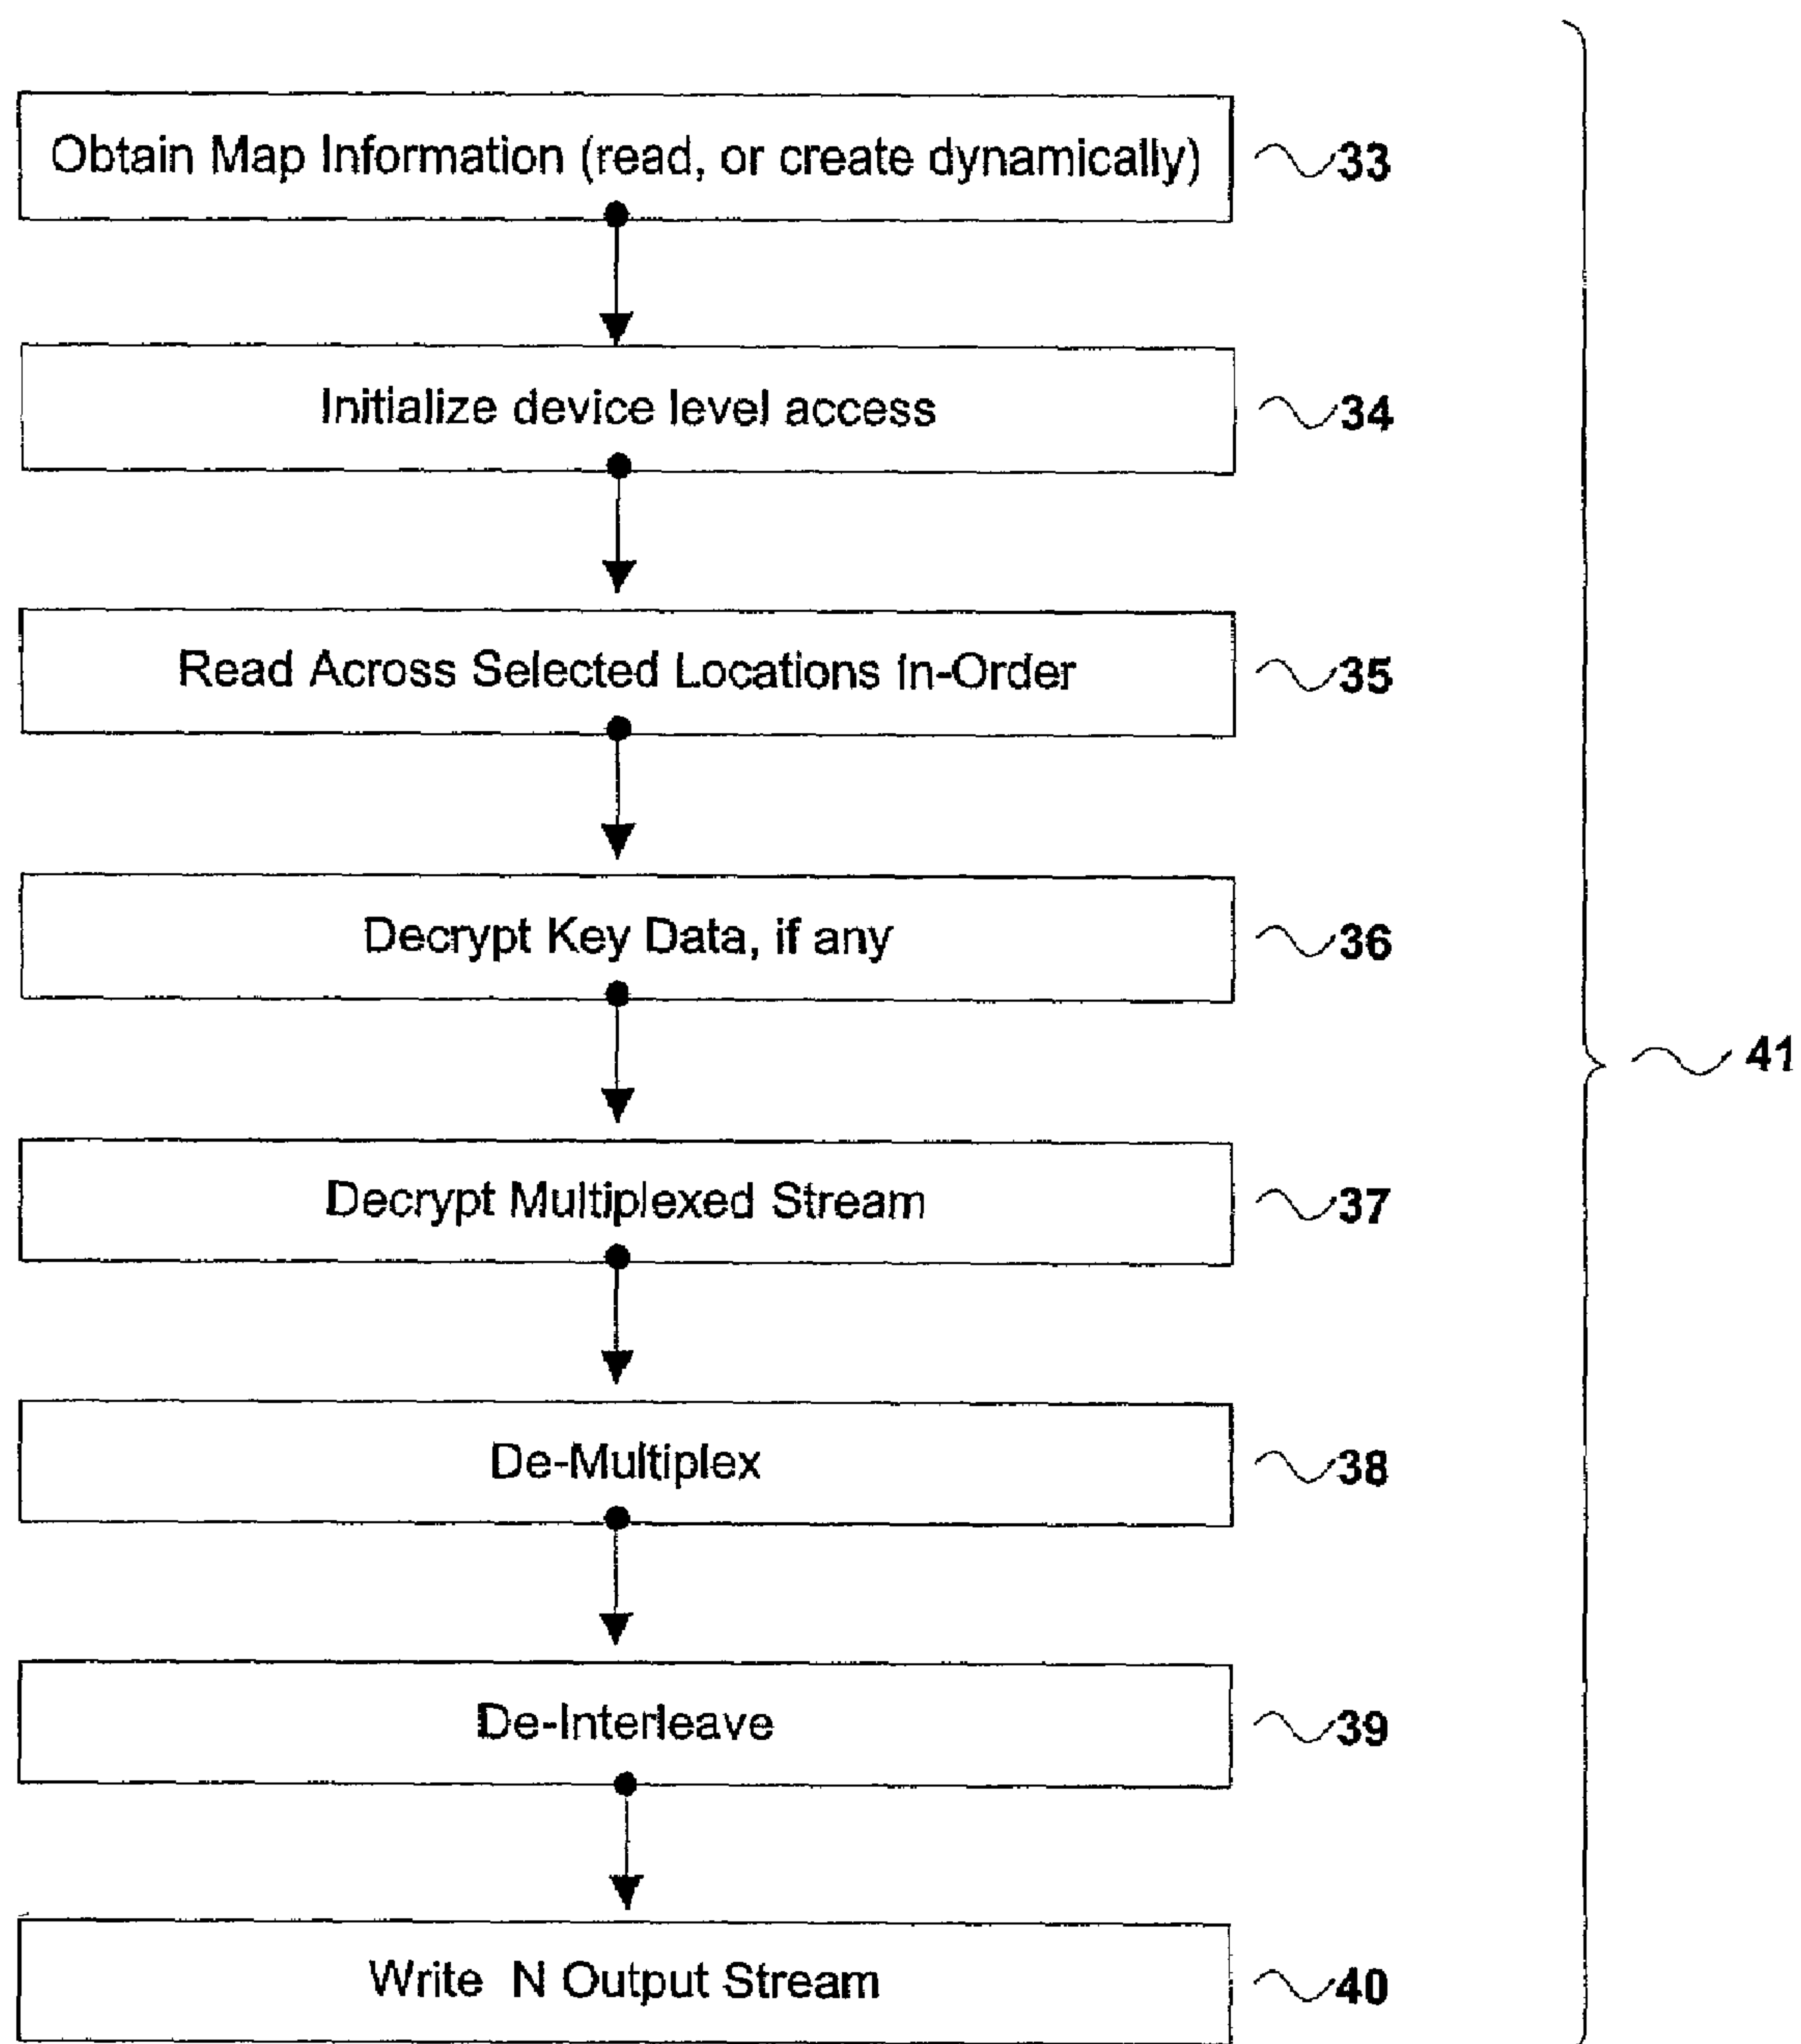 Obtain Map Information (read, or create dynamically) 33
Initialize device level access 34
Read Across Selected Locations In-Order 35
Decrypt Key Data, if any 36
41
Decrypt Multiplexed Stream 37
De-Multiplex 38
De-Interleave 39
Write N Output Stream 40